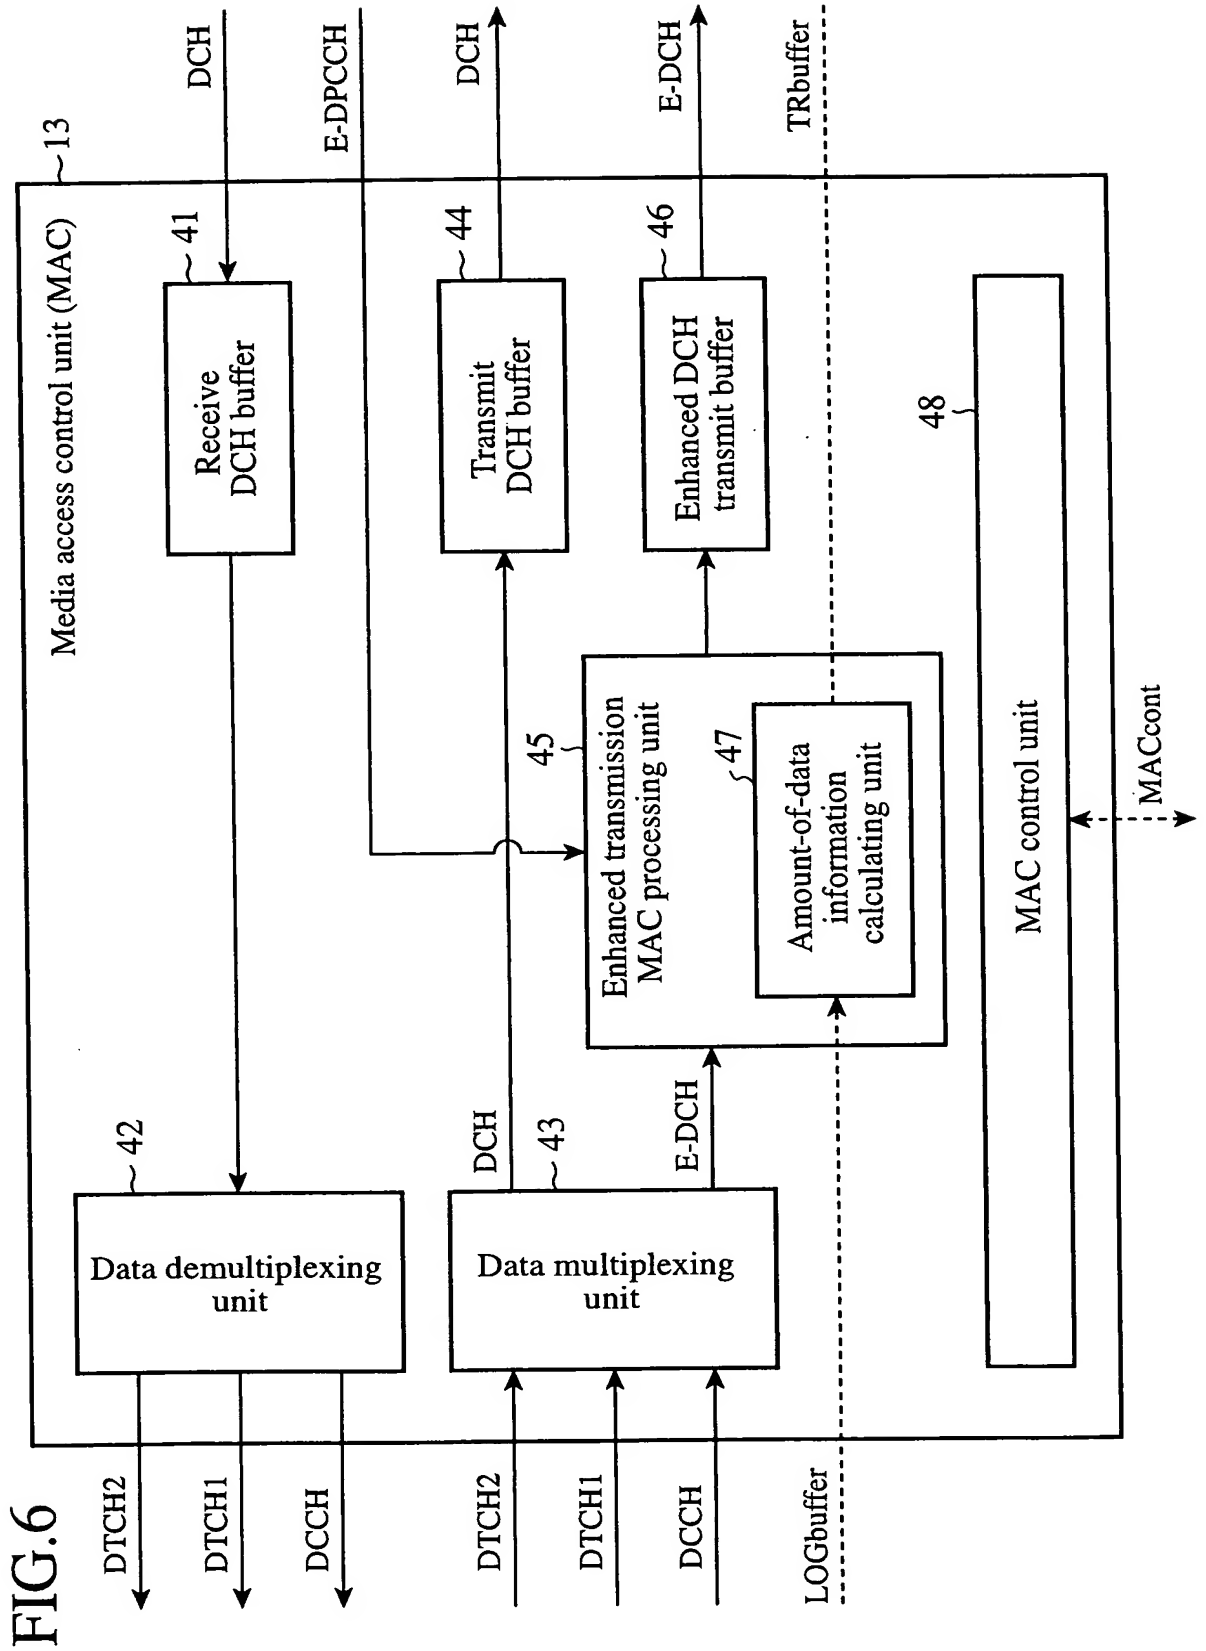 FIG.6
Media access control unit (MAC)
13
DTCH2
DTCH1
DCCH
Data demultiplexing
unit
42
Receive
DCH buffer
41
DCH
E-DPCCH
DTCH2
DTCH1
DCCH
Data multiplexing
unit
43
DCH
E-DCH
Transmit
DCH buffer
44
DCH
Enhanced transmission
MAC processing unit
45
Amount-of-data
information
calculating unit
47
Enhanced DCH
transmit buffer
46
E-DCH
LOGbuffer
TRbuffer
MAC control unit
48
MACcont